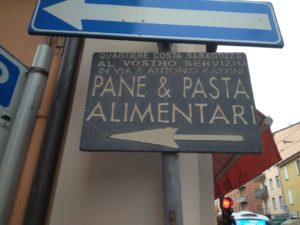 QUARTIERE COSTA SARAGOZZA
AL VOSTRO SERVIZIO
IN VIA P. ANTONIO
PANE & PASTA
ALIMENTARI
P